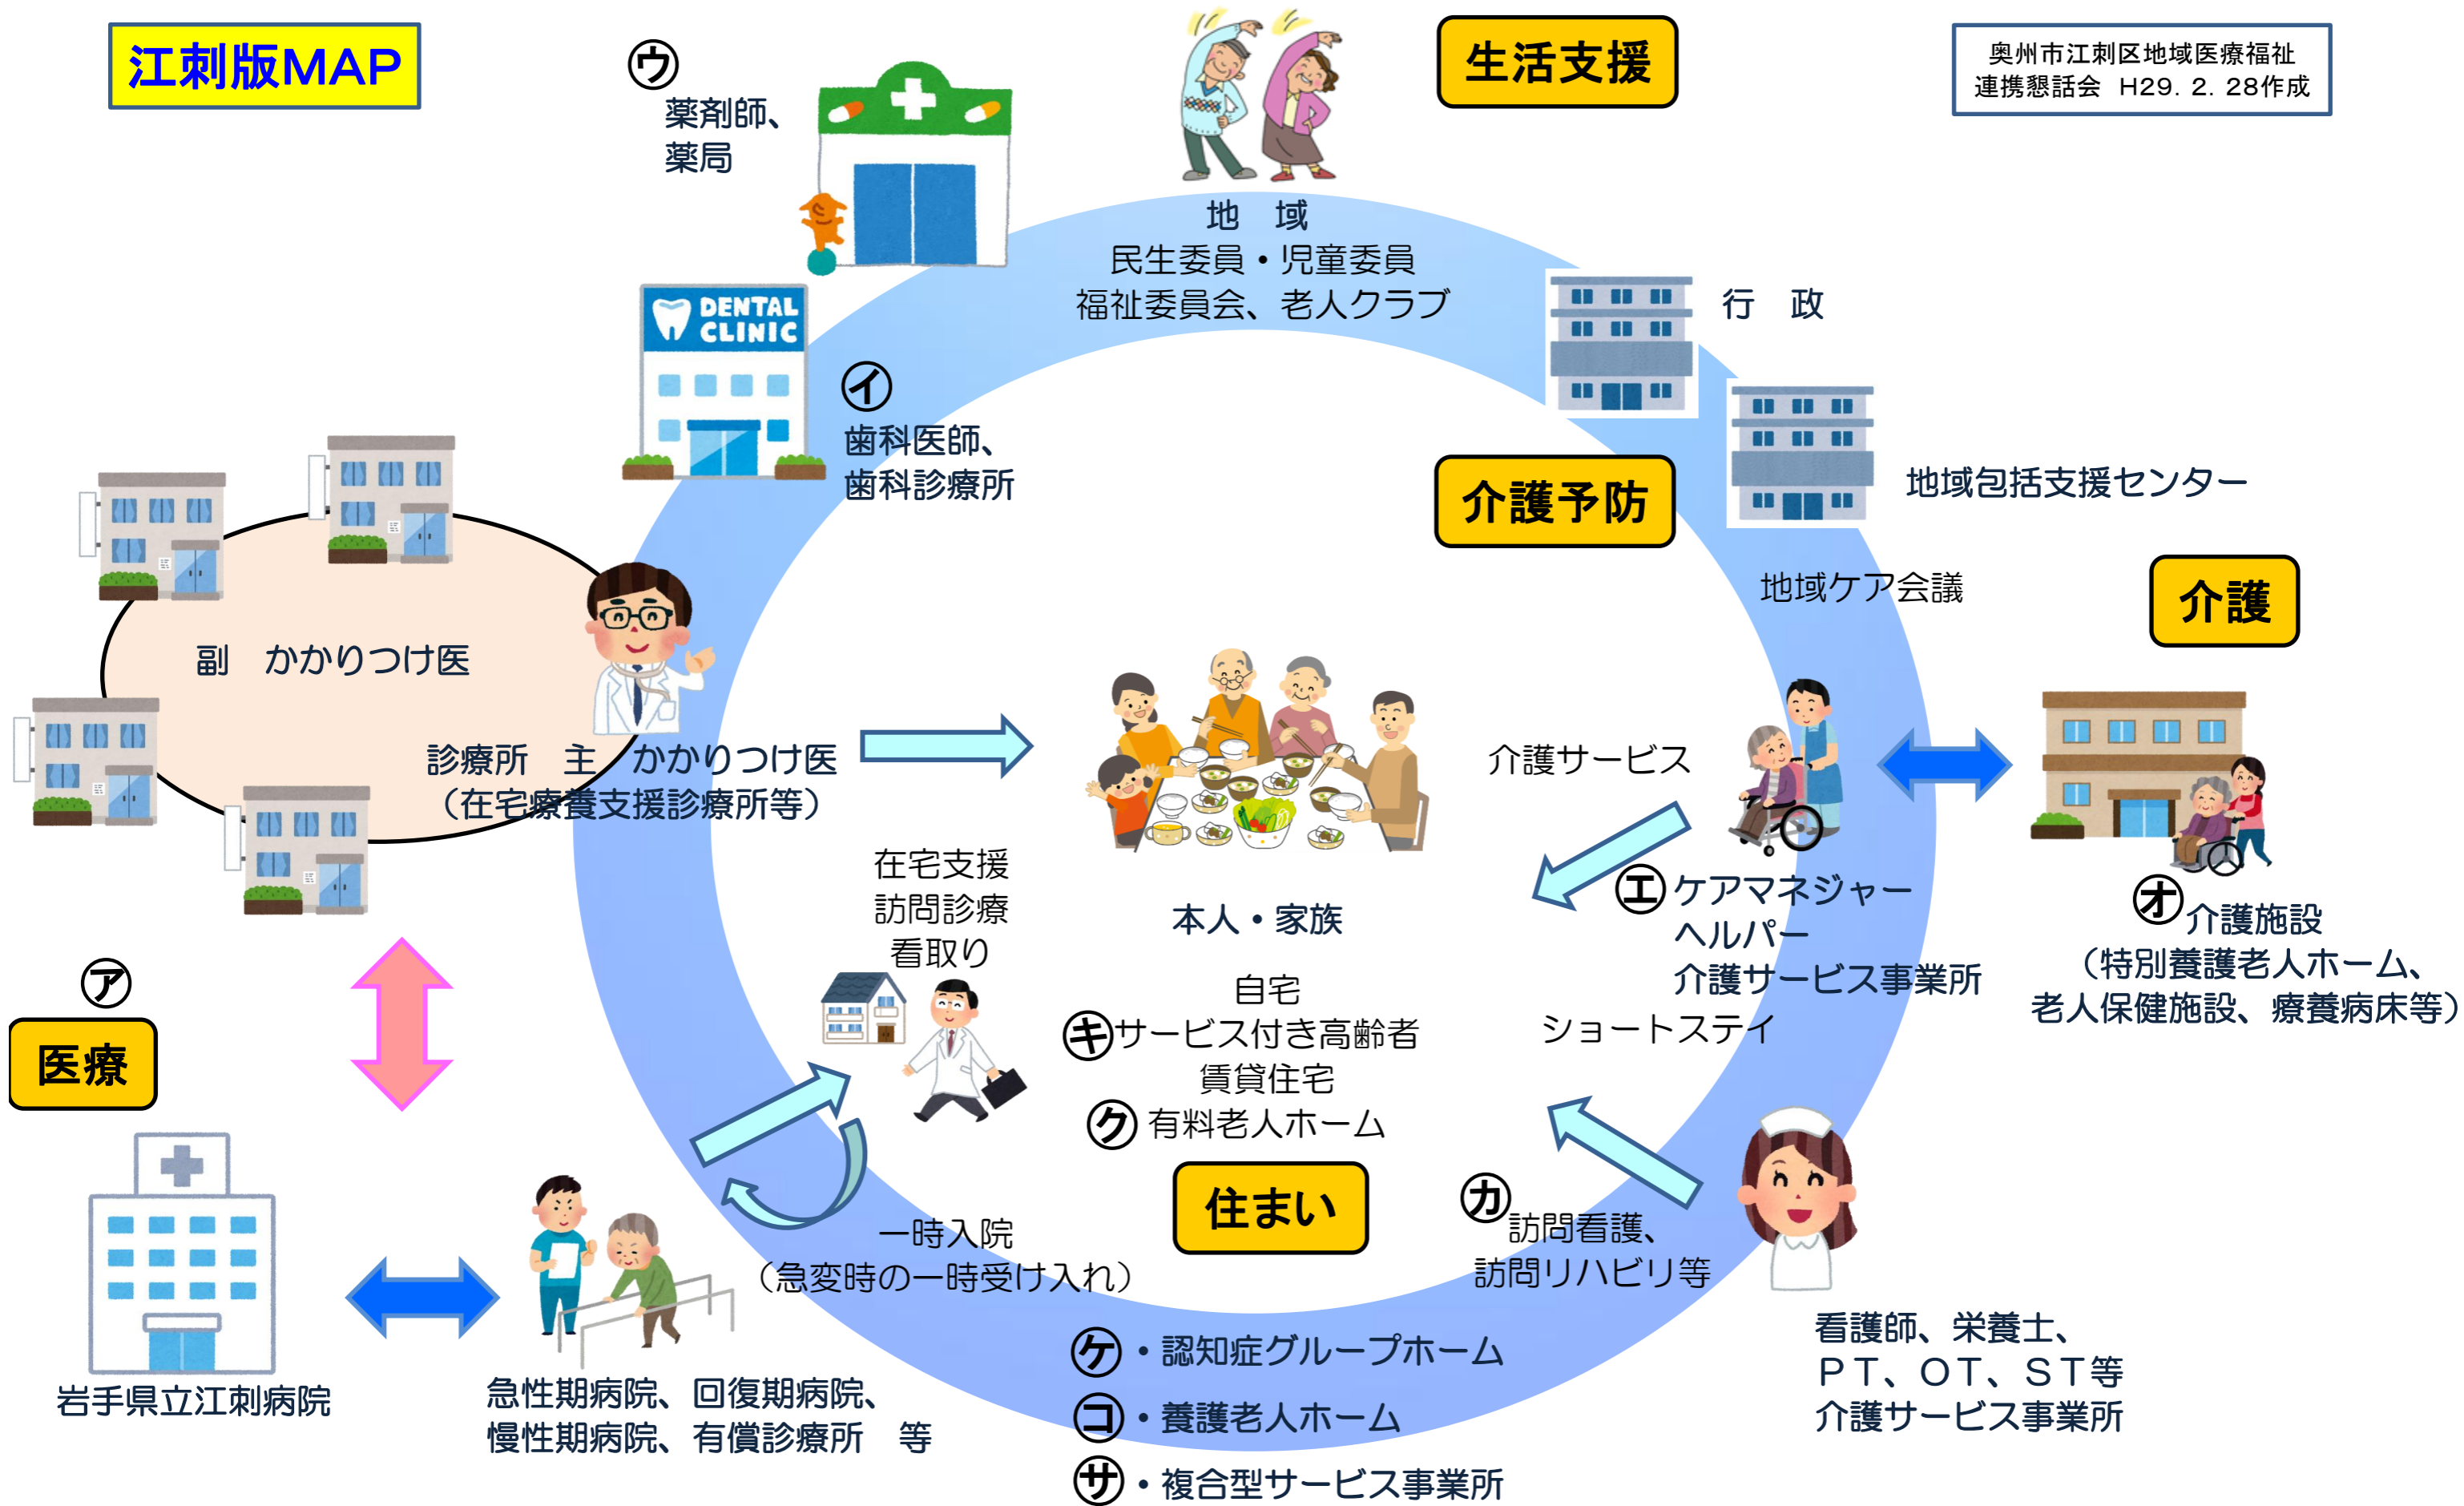 江刺版MAP
生活支援
奥州市江刺区地域医療福祉
連携懇話会 H29. 2. 28作成
㋒
薬剤師、
薬局
地 域
民生委員・児童委員
福祉委員会、老人クラブ
行 政
DENTAL
CLINIC
㋑
歯科医師、
歯科診療所
介護予防
地域包括支援センター
地域ケア会議
介護
副 かかりつけ医
診療所 主 かかりつけ医
（在宅療養支援診療所等）
介護サービス
在宅支援
訪問診療
看取り
本人・家族
㋓ケアマネジャー
ヘルパー
介護サービス事業所
㋔介護施設
（特別養護老人ホーム、
老人保健施設、療養病床等）
㋐
医療
自宅
㋖サービス付き高齢者
賃貸住宅
㋗有料老人ホーム
住まい
ショートステイ
㋕訪問看護、
訪問リハビリ等
一時入院
（急変時の一時受け入れ）
岩手県立江刺病院
急性期病院、回復期病院、
慢性期病院、有償診療所 等
㋘・認知症グループホーム
㋙・養護老人ホーム
㋚・複合型サービス事業所
看護師、栄養士、
ＰＴ、ＯＴ、ＳＴ等
介護サービス事業所